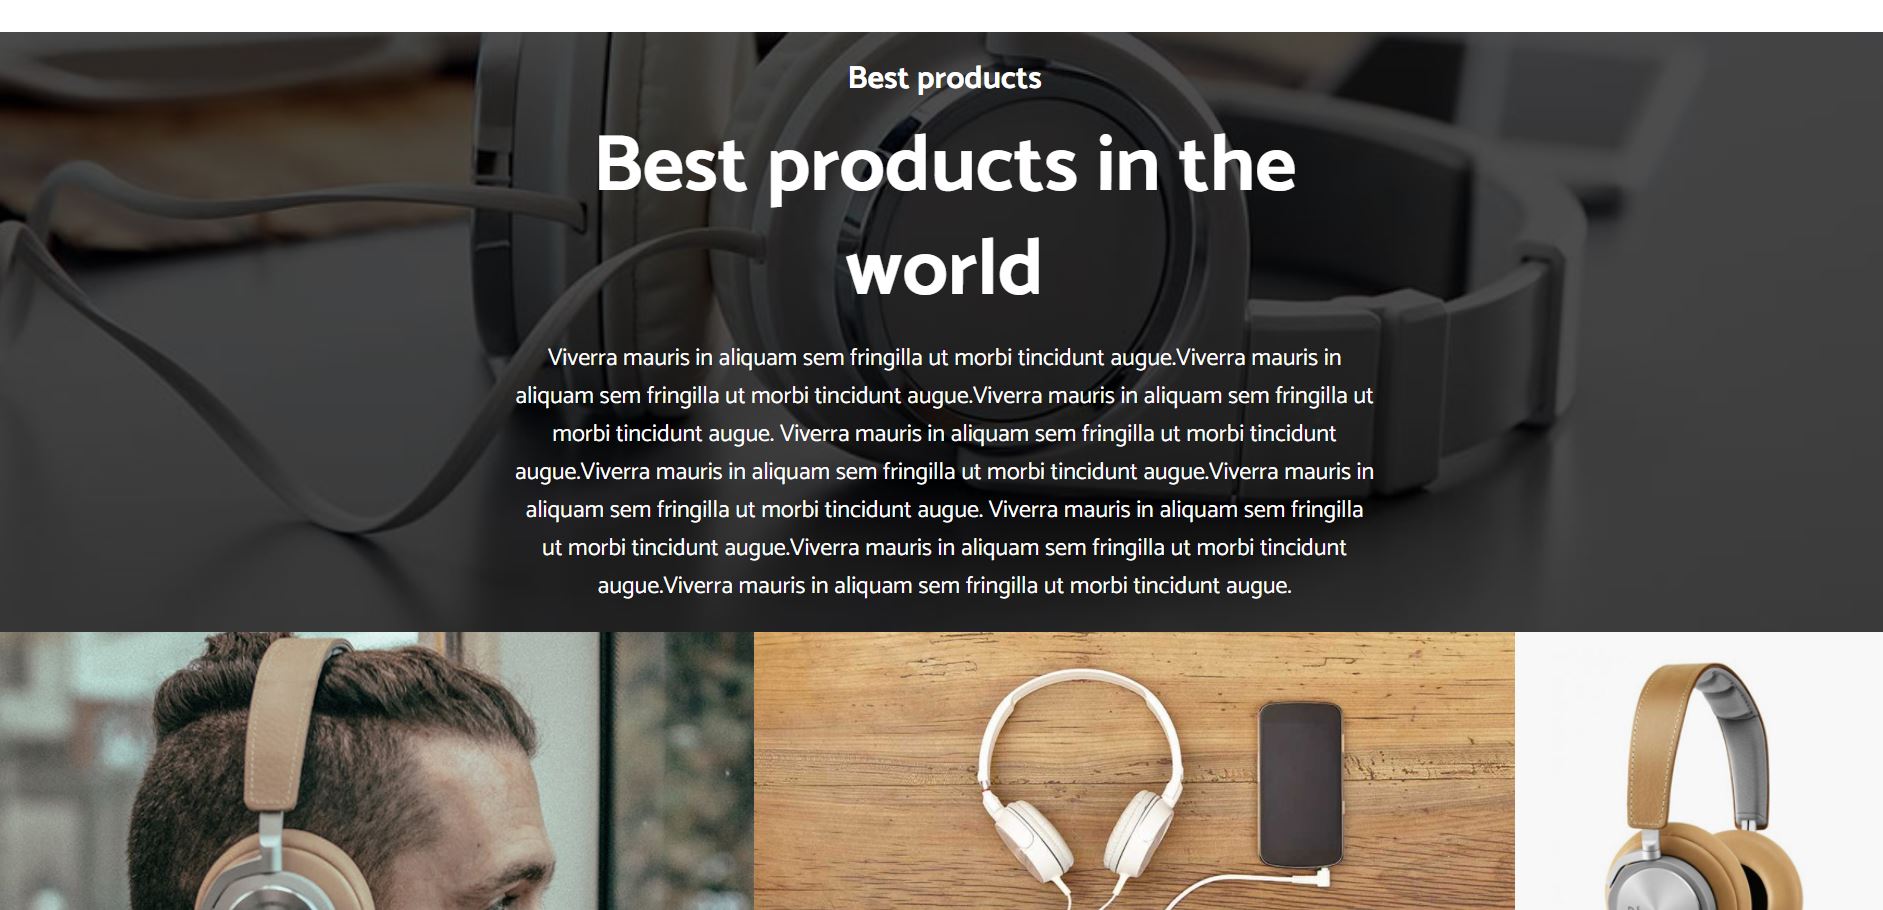 Best products
Best products in the
world
Viverra mauris in aliquam sem fringilla ut morbi tincidunt augue.Viverra mauris in
aliquam sem fringilla ut morbi tincidunt augue.Viverra mauris in aliquam sem fringilla ut
morbi tincidunt augue. Viverra mauris in aliquam sem fringilla ut morbi tincidunt
augue.Viverra mauris in aliquam sem fringilla ut morbi tincidunt augue.Viverra mauris in
aliquam sem fringilla ut morbi tincidunt augue. Viverra mauris in aliquam sem fringilla
ut morbi tincidunt augue.Viverra mauris in aliquam sem fringilla ut morbi tincidunt
augue.Viverra mauris in aliquam sem fringilla ut morbi tincidunt augue.